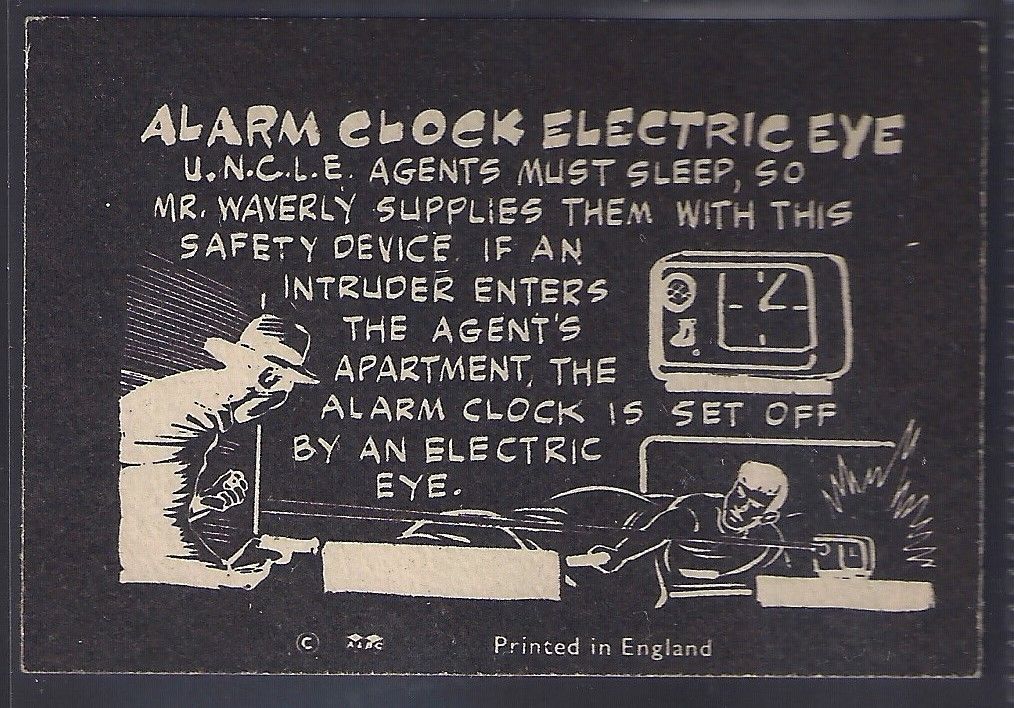 ALARM CLOCK ELECTRIC EYE
U.N.C.L.E. AGENTS MUST SLEEP, SO
MR. WAVERLY SUPPLIES THEM WITH THIS
SAFETY DEVICE. IF AN
INTRUDER ENTERS
THE AGENT'S
APARTMENT, THE
ALARM CLOCK IS SET OFF
BY AN ELECTRIC
EYE.
© A&BC Printed in England